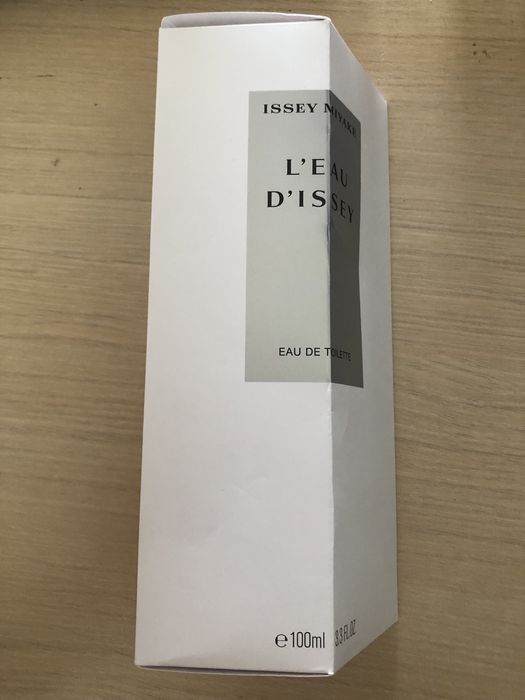 ISSEY MIYAKE
L'EAU
D'ISSEY
EAU DE TOILETTE
℮100ml 3.3 FL.OZ